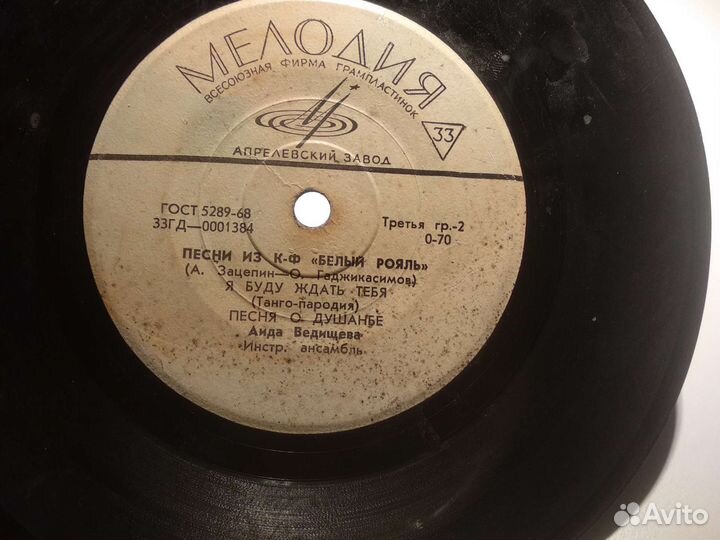 МЕЛОДИЯ
ВСЕСОЮЗНАЯ ФИРМА ГРАМПЛАСТИНОК
33
АПРЕЛЕВСКИЙ ЗАВОД
ГОСТ 5289-68
33ГД—0001384
Третья гр.-2
0-70
ПЕСНИ ИЗ К-Ф «БЕЛЫЙ РОЯЛЬ»
(А. Зацепин—О. Гаджикасимов)
Я БУДУ ЖДАТЬ ТЕБЯ
(Танго-пародия)
ПЕСНЯ О ДУШАНБЕ
Аида Ведищева
Инстр. ансамбль
Avito